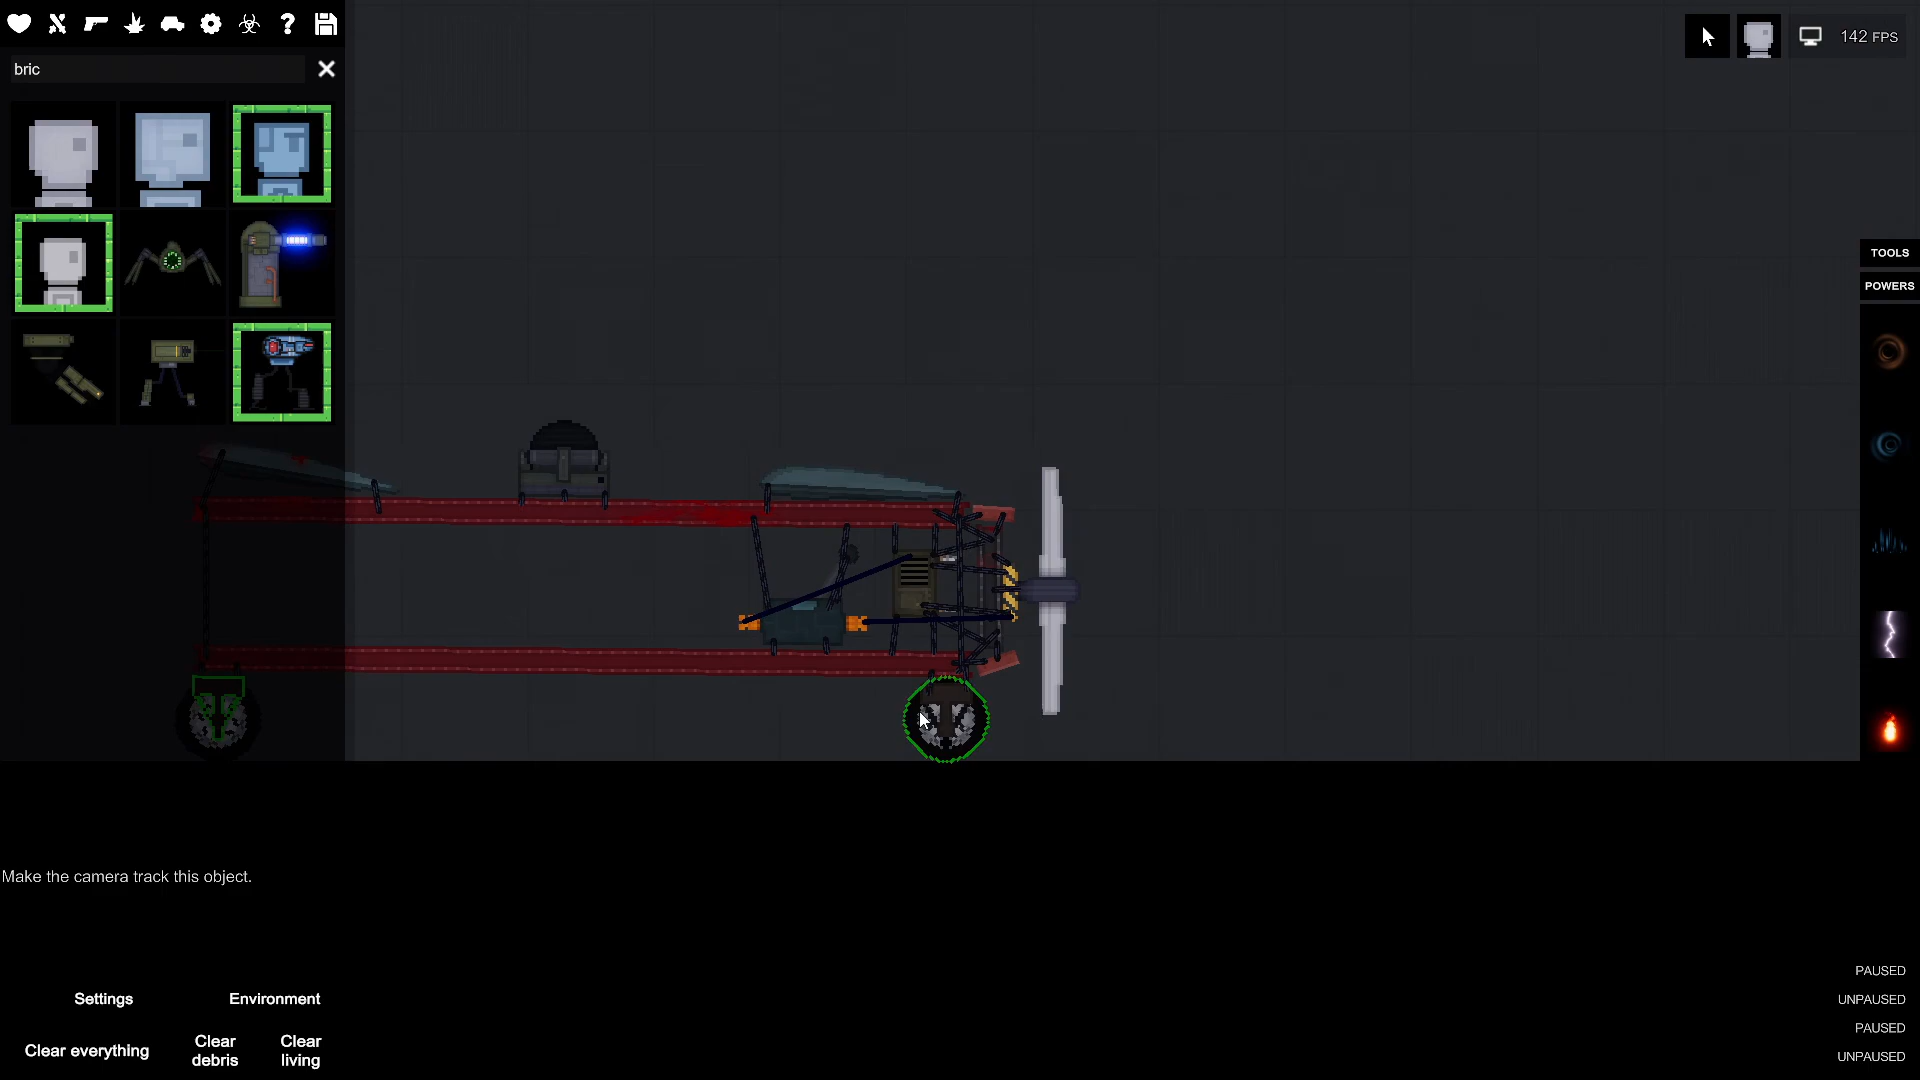 142 FPS
bric
TOOLS
POWERS
Make the camera track this object.
PAUSED
UNPAUSED
PAUSED
UNPAUSED
Settings
Environment
Clear everything
Clear
debris
Clear
living